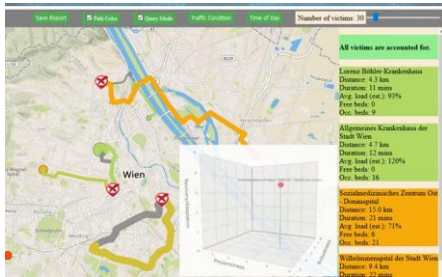 Save Report Path Color Query Mode Traffic Condition Time of Day Number of victims: 30
All victims are accounted for.
Lorenz Böhler-Krankenhaus
Distance: 4.3 km
Duration: 11 mins
Avg. load (est.): 93%
Free beds: 0
Occ. beds: 9
Allgemeines Krankenhaus der
Stadt Wien
Distance: 4.7 km
Duration: 12 mins
Avg. load (est.): 120%
Free beds: 0
Occ. beds: 16
Sozialmedizinisches Zentrum Ost
- Donauspital
Distance: 15.0 km
Duration: 21 mins
Avg. load (est.): 71%
Free beds: 6
Occ. beds: 21
Wilhelminenspital der Stadt Wien
Distance: 9.4 km
Duration: 22 mins
Wien